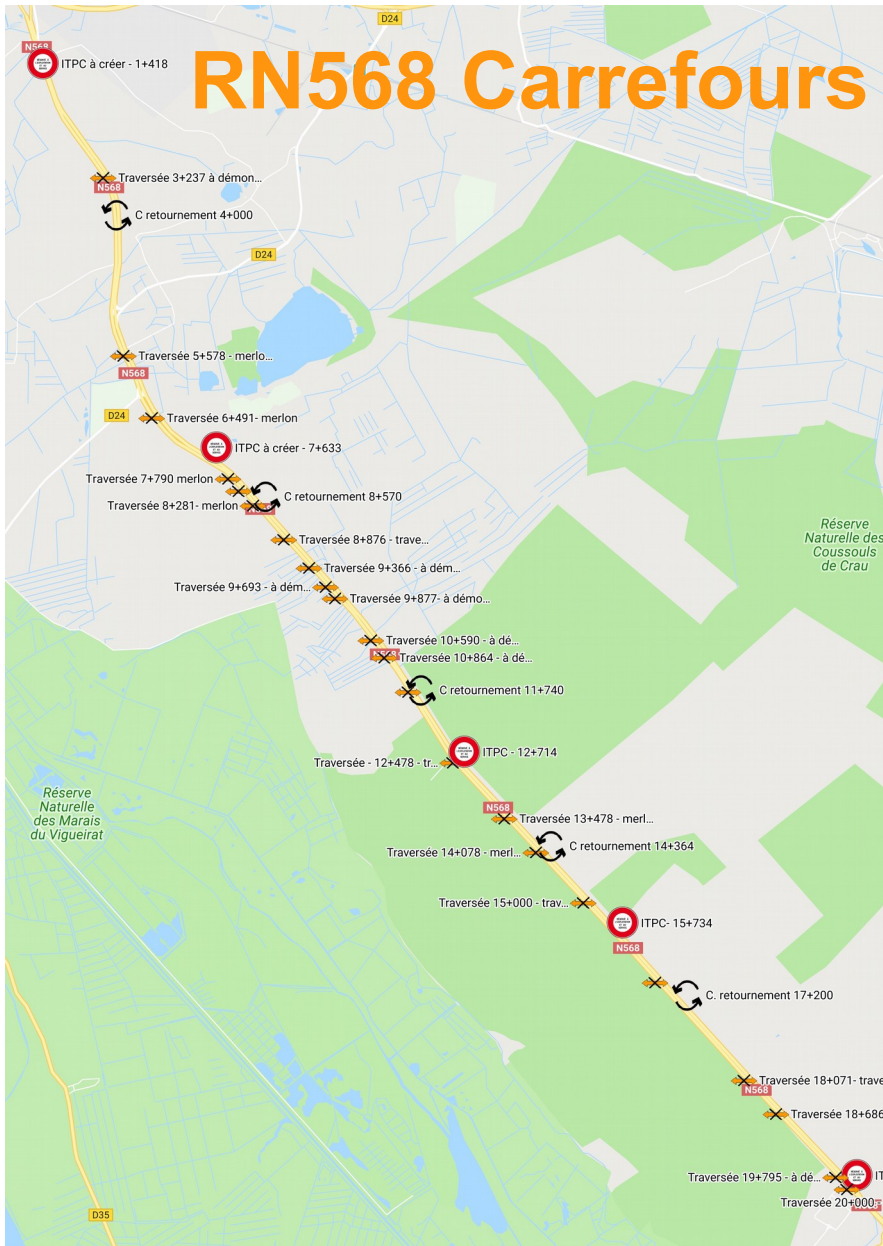 D24
N568
ITPC à créer - 1+418
RN568 Carrefours
Traversée 3+237 à démon...
N568
C retournement 4+000
D24
Traversée 5+578 - merlo...
N568
D24
Traversée 6+491- merlon
ITPC à créer - 7+633
Traversée 7+790 merlon
C retournement 8+570
Traversée 8+281- merlon
Réserve
Naturelle des
Coussouls
de Crau
Traversée 8+876 - trave...
Traversée 9+366 - à dém...
Traversée 9+693 - à dém...
Traversée 9+877- à démo...
Traversée 10+590 - à dé...
N568
Traversée 10+864 - à dé...
C retournement 11+740
ITPC - 12+714
Traversée - 12+478 - tr...
Réserve
Naturelle
des Marais
du Vigueirat
N568
Traversée 13+478 - merl...
C retournement 14+364
Traversée 14+078 - merl...
Traversée 15+000 - trav...
ITPC- 15+734
N568
C. retournement 17+200
Traversée 18+071- trave
N568
Traversée 18+686
Traversée 19+795 - à dé...
IT
Traversée 20+000-
D35